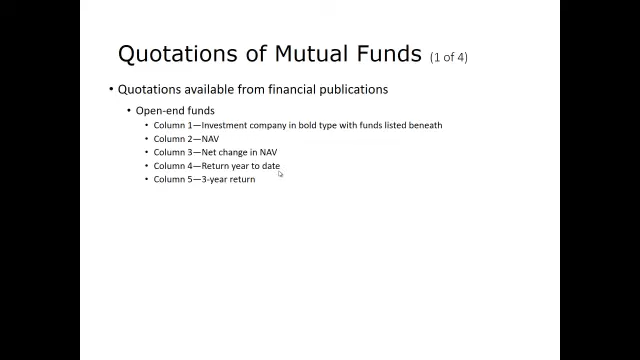 Quotations of Mutual Funds (1 of 4)
• Quotations available from financial publications
• Open-end funds
• Column 1—Investment company in bold type with funds listed beneath
• Column 2—NAV
• Column 3—Net change in NAV
• Column 4—Return year to date
• Column 5—3-year return